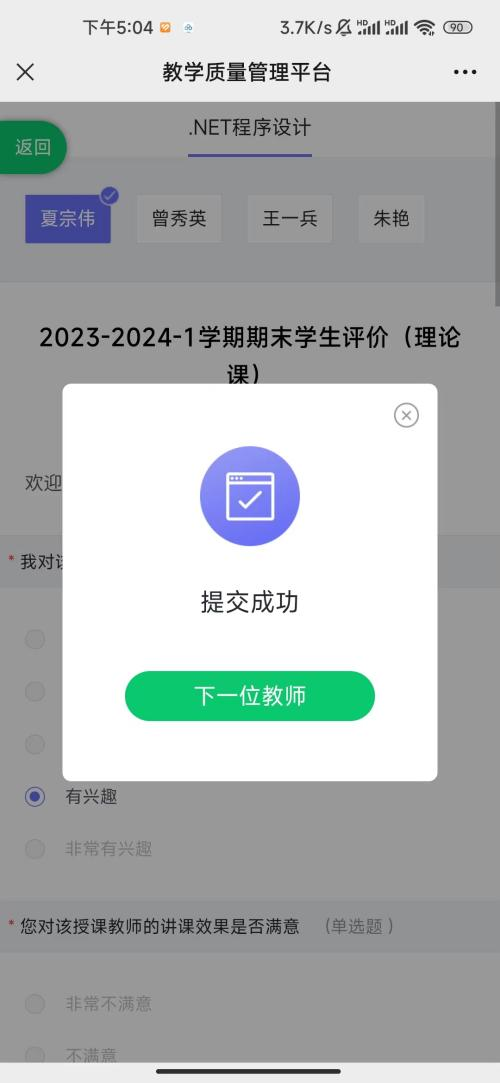 下午5:04
3.7K/s HD HD 90
教学质量管理平台
.NET程序设计
返回
夏宗伟 曾秀英 王一兵 朱艳
2023-2024-1学期期末学生评价（理论
课）
欢迎
提交成功
下一位教师
* 我对
有兴趣
非常有兴趣
* 您对该授课教师的讲课效果是否满意 （单选题）
非常不满意
不满意